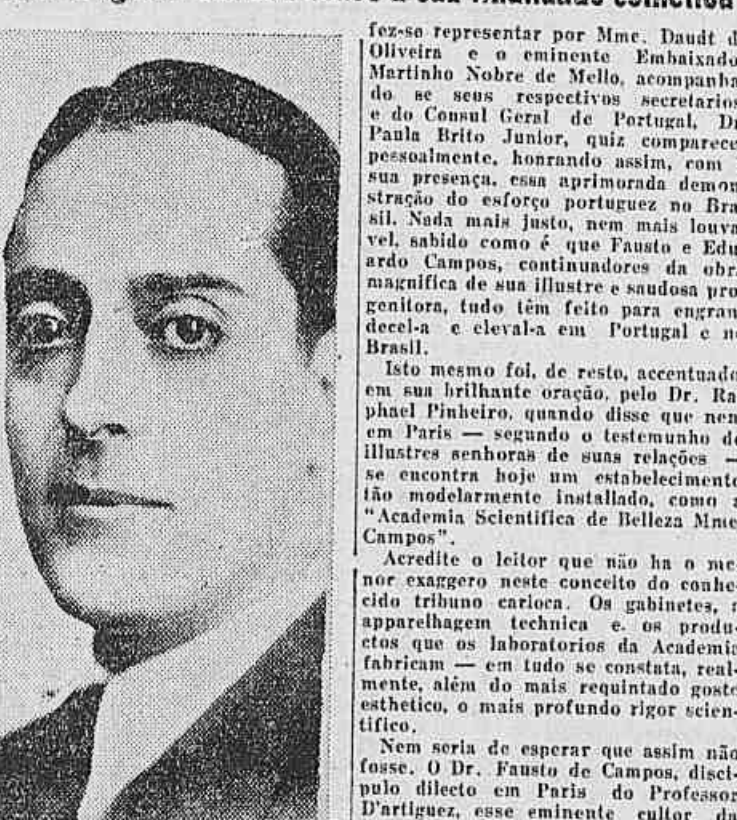 fez-se representar por Mme. Daudt d
Oliveira e o eminente Embaixado
Martinho Nobre de Mello, acompanha
do se seus respectivos secretarios
e do Consul Geral de Portugal, Dr
Paula Brito Junior, quiz comparece
pessoalmente, honrando assim, com
sua presença, essa aprimorada demon
stração do esforço portuguez no Bra
sil. Nada mais justo, nem mais louva
vel, sabido como é que Fausto e Edu
ardo Campos, continuadores da obra
magnifica de sua illustre e saudosa pro
genitora, tudo têm feito para engran
decel-a e eleval-a em Portugal e no
Brasil.
Isto mesmo foi, de resto, accentuado
em sua brilhante oração, pelo Dr. Ra
phael Pinheiro, quando disse que nem
em Paris — segundo o testemunho de
illustres senhoras de suas relações —
se encontra hoje um estabelecimento
tão modelarmente installado, como a
"Academia Scientifica de Belleza Mme
Campos".
Acredite o leitor que não ha o me-
nor exaggero neste conceito do conhe-
cido tribuno carioca. Os gabinetes, a
apparelhagem technica e. os produ-
ctos que os laboratorios da Academia
fabricam — em tudo se constata, real-
mente, além do mais requintado gosto
esthetico, o mais profundo rigor scien-
tifico.
Nem seria de esperar que assim não
fosse. O Dr. Fausto de Campos, disci-
pulo dilecto em Paris do Professor
D'artiguez, esse eminente cultor da